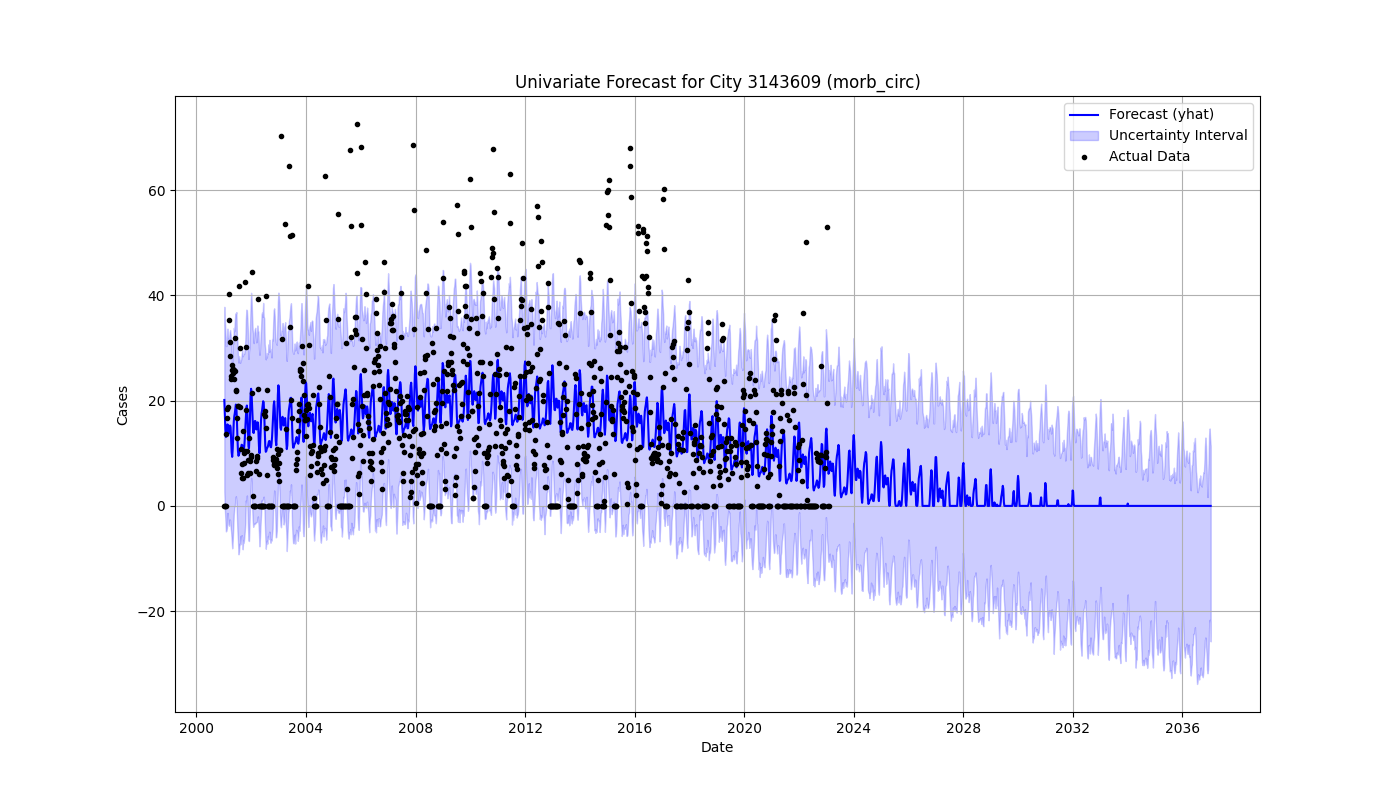 Univariate Forecast for City 3143609 (morb_circ)
Forecast (yhat)
Uncertainty Interval
Actual Data
Cases
60
40
20
0
−20
2000 2004 2008 2012 2016 2020 2024 2028 2032 2036
Date